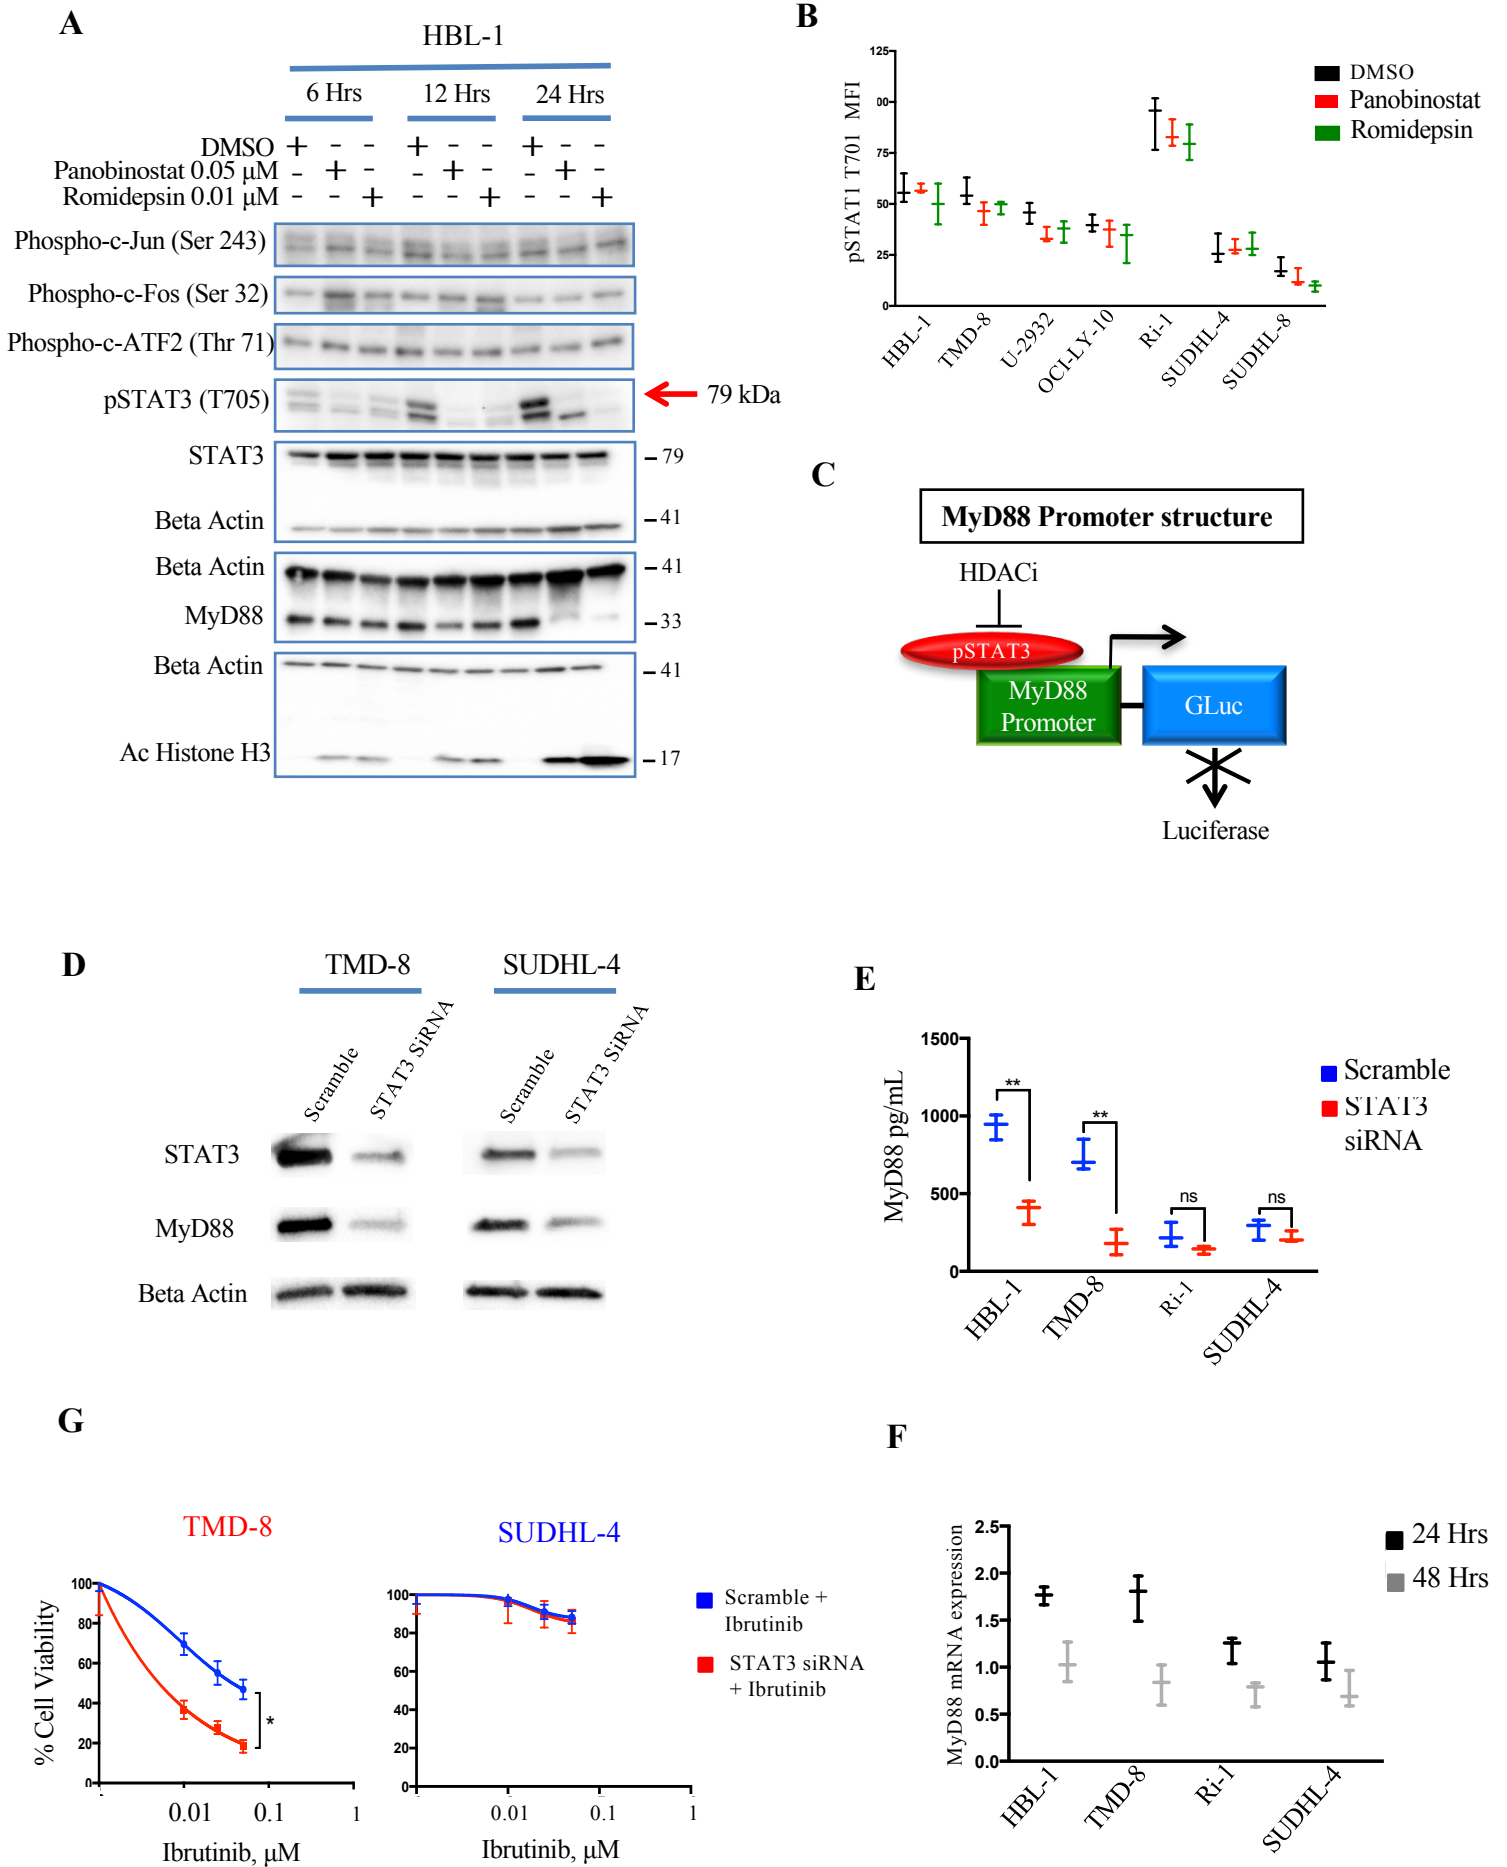 A
HBL-1
6 Hrs 12 Hrs 24 Hrs
DMSO + - - + - - + - -
Panobinostat 0.05 μM - + - - + - - + -
Romidepsin 0.01 μM - - + - - + - - +
Phospho-c-Jun (Ser 243)
Phospho-c-Fos (Ser 32)
Phospho-c-ATF2 (Thr 71)
pSTAT3 (T705)
79 kDa
STAT3
79
Beta Actin
41
Beta Actin
41
MyD88
33
Beta Actin
41
Ac Histone H3
17
B
pSTAT1 T701 MFI
125
00
75
50
25
0
HBL-1
TMD-8
U-2932
OCI-LY-10
Ri-1
SUDHL-4
SUDHL-8
DMSO
Panobinostat
Romidepsin
C
MyD88 Promoter structure
HDACi
pSTAT3
MyD88
Promoter
GLuc
Luciferase
D
TMD-8
SUDHL-4
Scramble
STAT3 SiRNA
Scramble
STAT3 SiRNA
STAT3
MyD88
Beta Actin
E
MyD88 pg/mL
1500
1000
500
0
**
**
ns
ns
HBL-1
TMD-8
Ri-1
SUDHL-4
Scramble
STAT3
siRNA
G
TMD-8
% Cell Viability
100
80
60
40
20
0
*
0.01
0.1
1
Ibrutinib, μM
SUDHL-4
100
80
60
40
20
0
0.01
0.1
1
Ibrutinib, μM
Scramble +
Ibrutinib
STAT3 siRNA
+ Ibrutinib
F
MyD88 mRNA expression
2.5
2.0
1.5
1.0
0.5
0.0
HBL-1
TMD-8
Ri-1
SUDHL-4
24 Hrs
48 Hrs